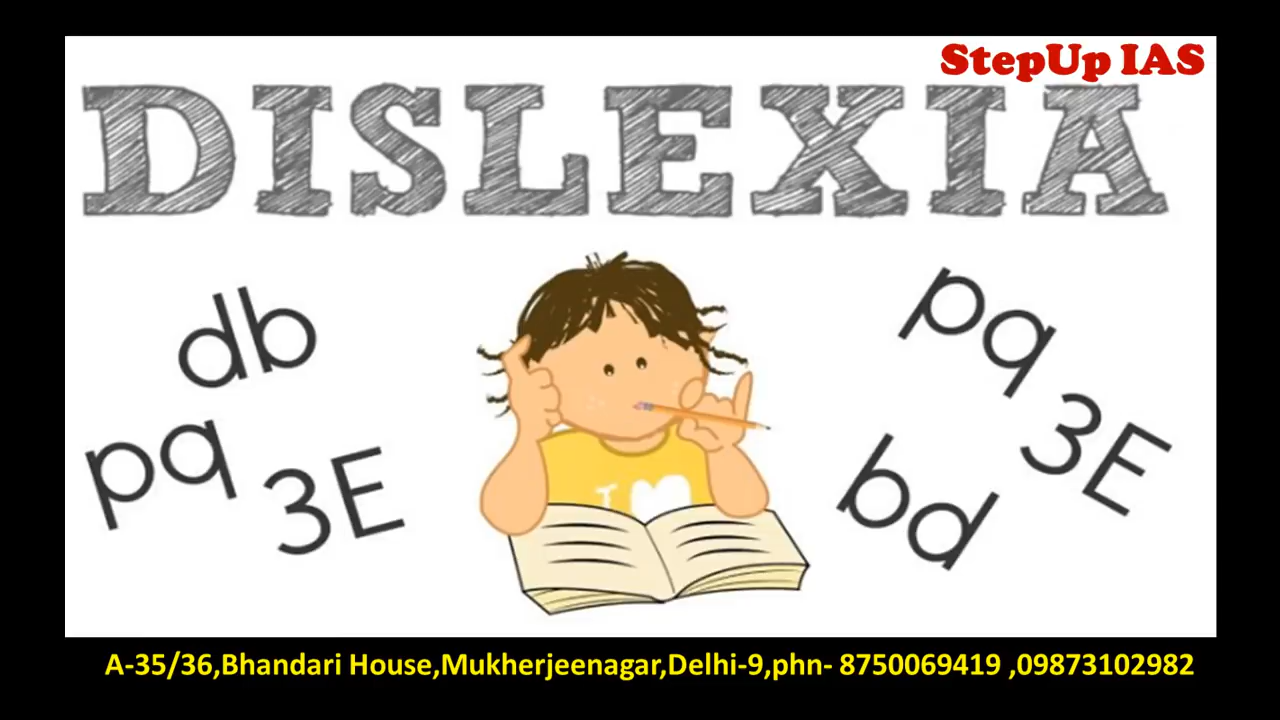 StepUp IAS
DISLEXIA
db
pq
pq
3E
3E
bd
I
A-35/36,Bhandari House,Mukherjeenagar,Delhi-9,phn- 8750069419 ,09873102982